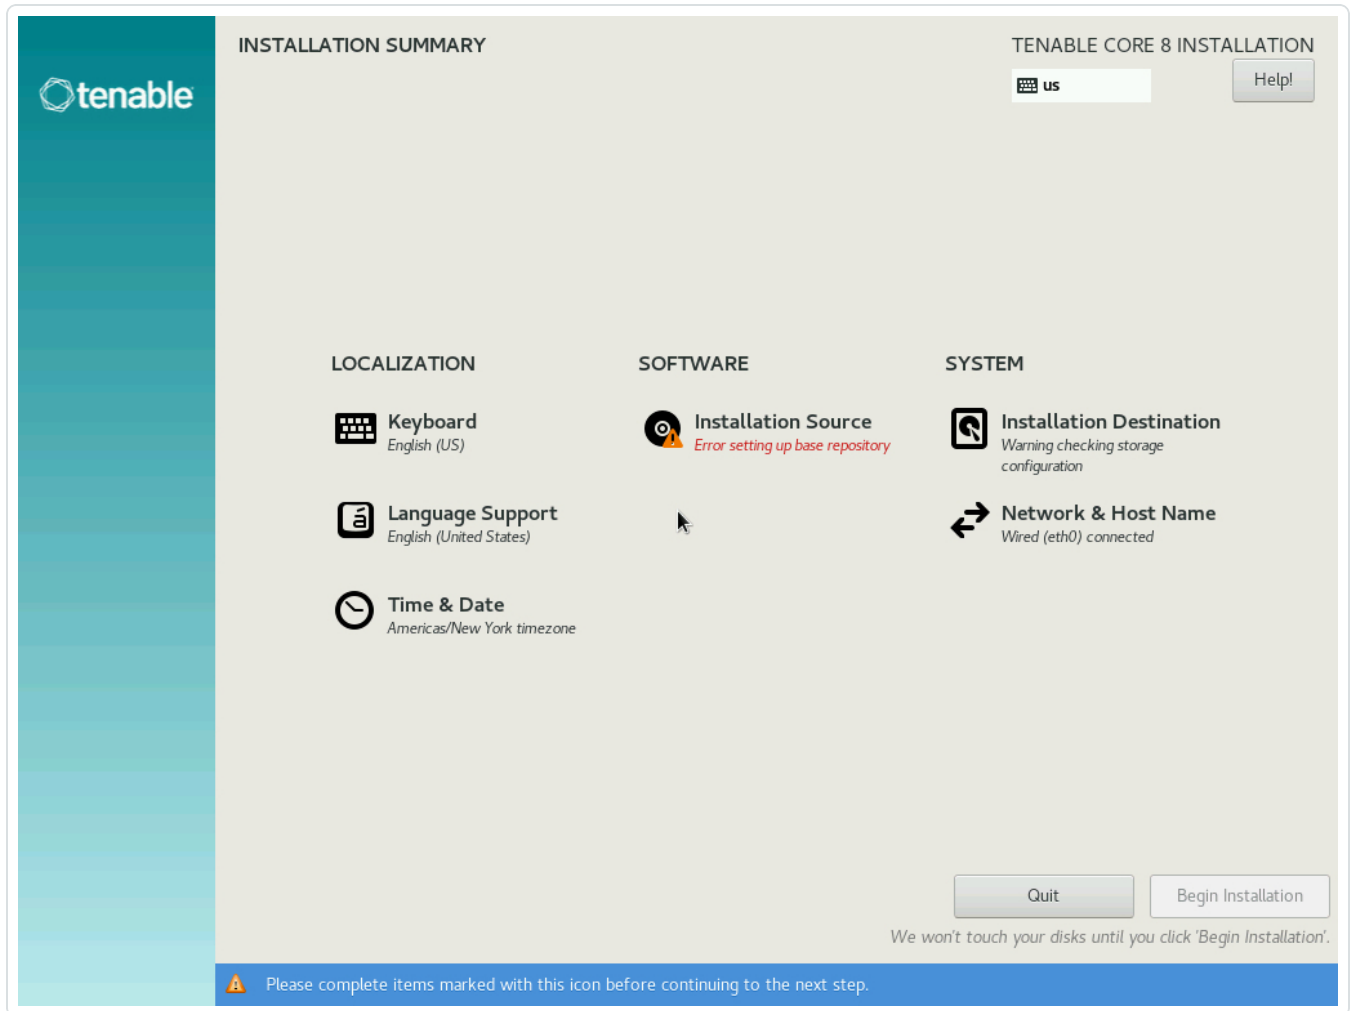 INSTALLATION SUMMARY
TENABLE CORE 8 INSTALLATION
us
Help!
tenable
LOCALIZATION
Keyboard
English (US)
Language Support
English (United States)
Time & Date
Americas/New York timezone
SOFTWARE
Installation Source
Error setting up base repository
SYSTEM
Installation Destination
Warning checking storage
configuration
Network & Host Name
Wired (eth0) connected
Quit
Begin Installation
We won't touch your disks until you click 'Begin Installation'.
Please complete items marked with this icon before continuing to the next step.